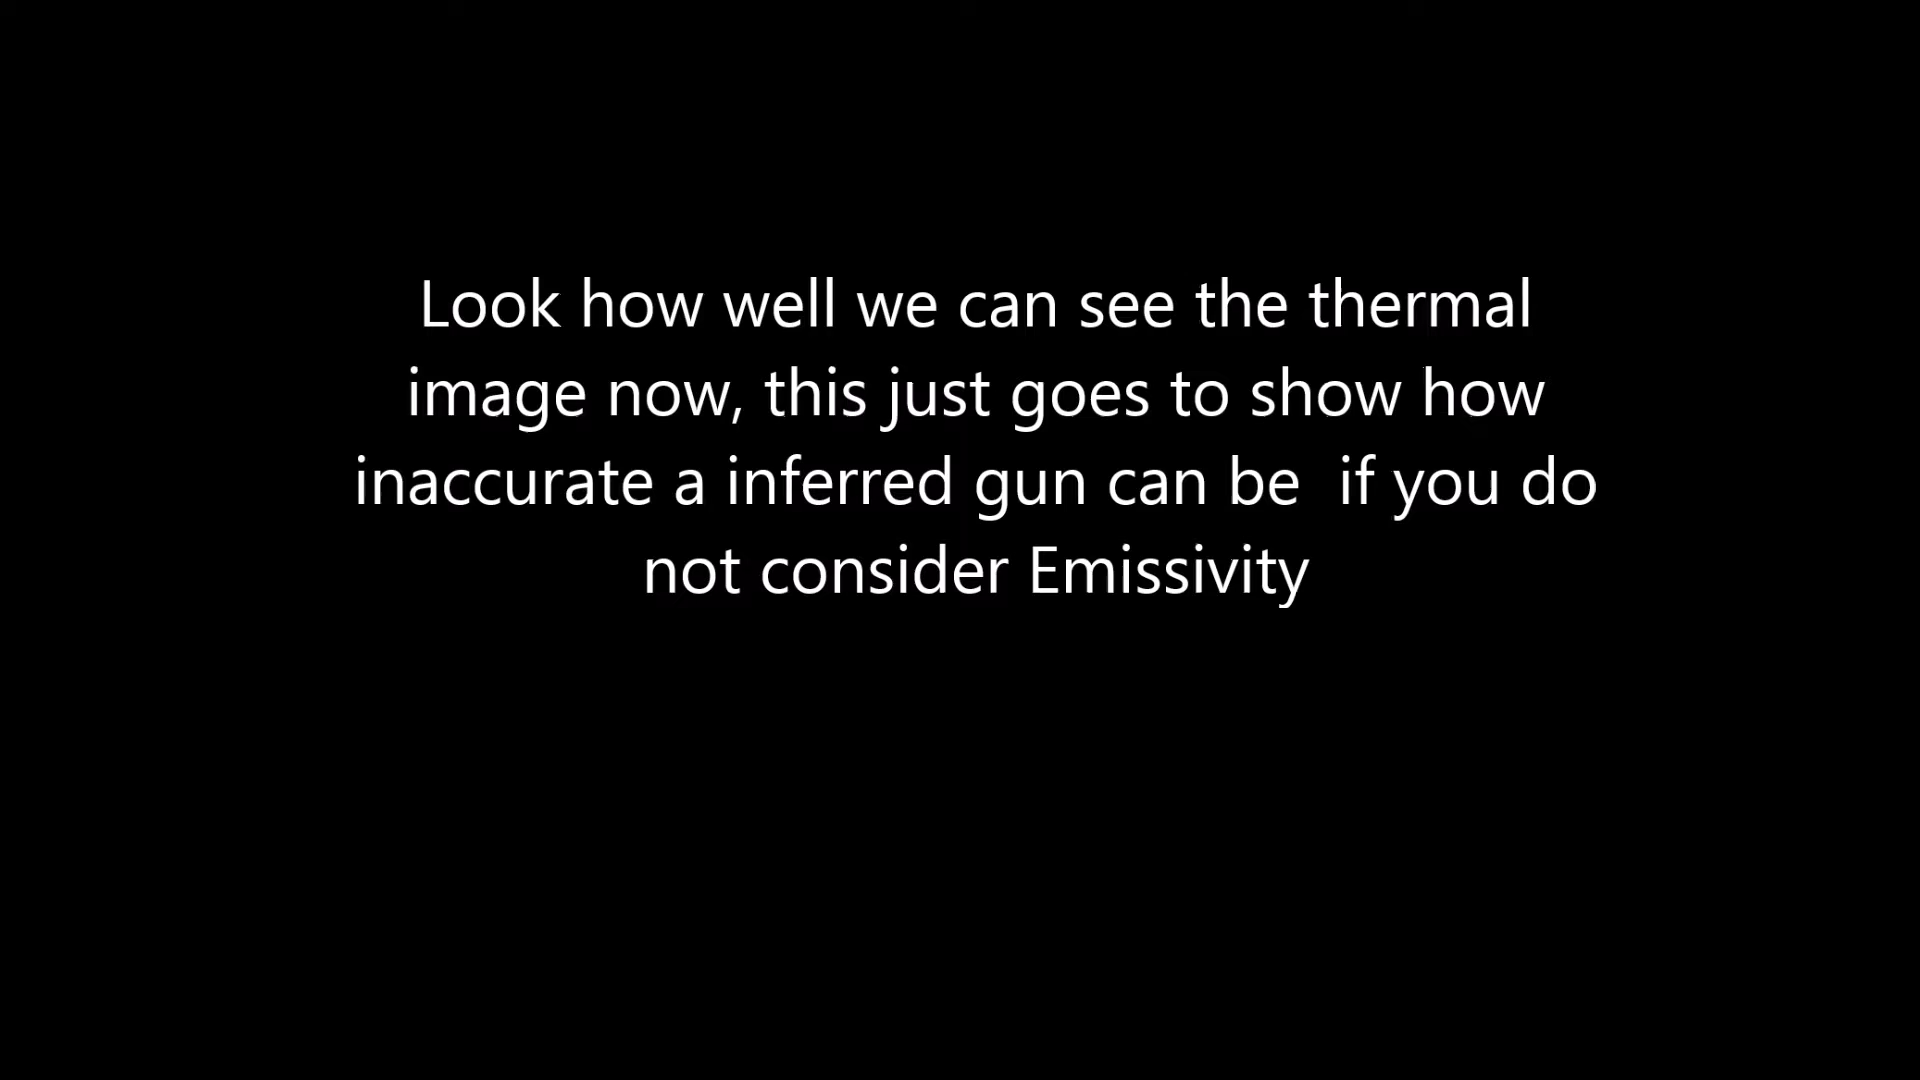 Look how well we can see the thermal
image now, this just goes to show how
inaccurate a inferred gun can be  if you do
not consider Emissivity